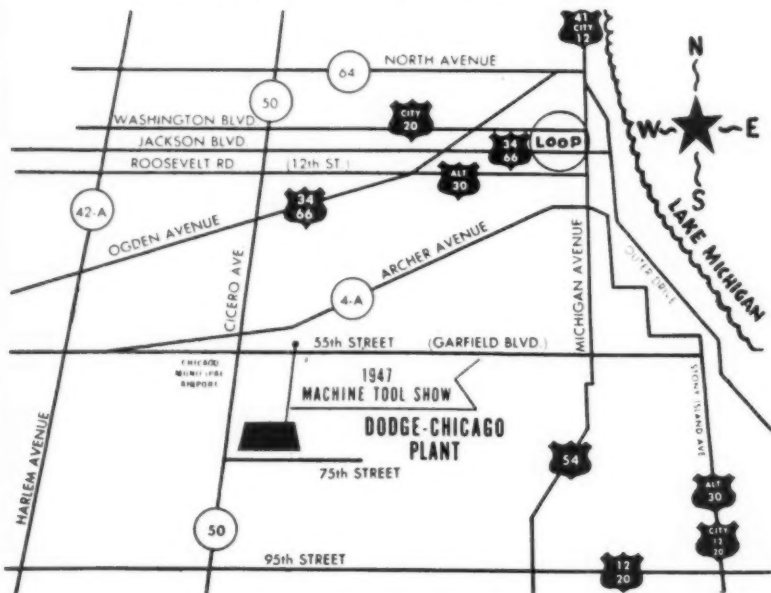 41
CITY
12
N
NORTH AVENUE
64
50
CITY
20
WASHINGTON BLVD.
W
E
JACKSON BLVD.
34
66
LOOP
ROOSEVELT RD
(12th ST.)
ALT
30
S
42-A
34
66
OGDEN AVENUE
LAKE MICHIGAN
CICERO AVE.
ARCHER AVENUE
4-A
MICHIGAN AVENUE
OUTER DRIVE
55th STREET
(GARFIELD BLVD.)
CHICAGO
MUNICIPAL
AIRPORT
1947
MACHINE TOOL SHOW
DODGE-CHICAGO
PLANT
HARLEM AVENUE
STONY ISLAND AVE
75th STREET
54
ALT
30
50
CITY
12
20
95th STREET
12
20